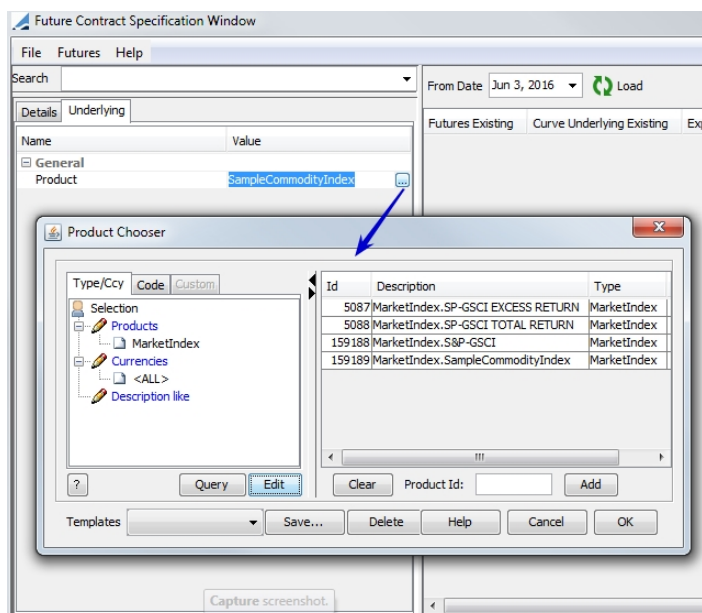 Future Contract Specification Window
File Futures Help
Search
From Date Jun 3, 2016 Load
Details Underlying
Futures Existing Curve Underlying Existing Exp
Name Value
General
Product SampleCommodityIndex ...
Product Chooser
Type/Ccy Code Custom
Id Description Type
Selection
Products
MarketIndex
Currencies
<ALL>
Description like
5087 MarketIndex.SP-GSCI EXCESS RETURN MarketIndex
5088 MarketIndex.SP-GSCI TOTAL RETURN MarketIndex
159188 MarketIndex.S&P-GSCI MarketIndex
159189 MarketIndex.SampleCommodityIndex MarketIndex
? Query Edit
Clear Product Id: Add
Templates Save... Delete Help Cancel OK
Capture screenshot.